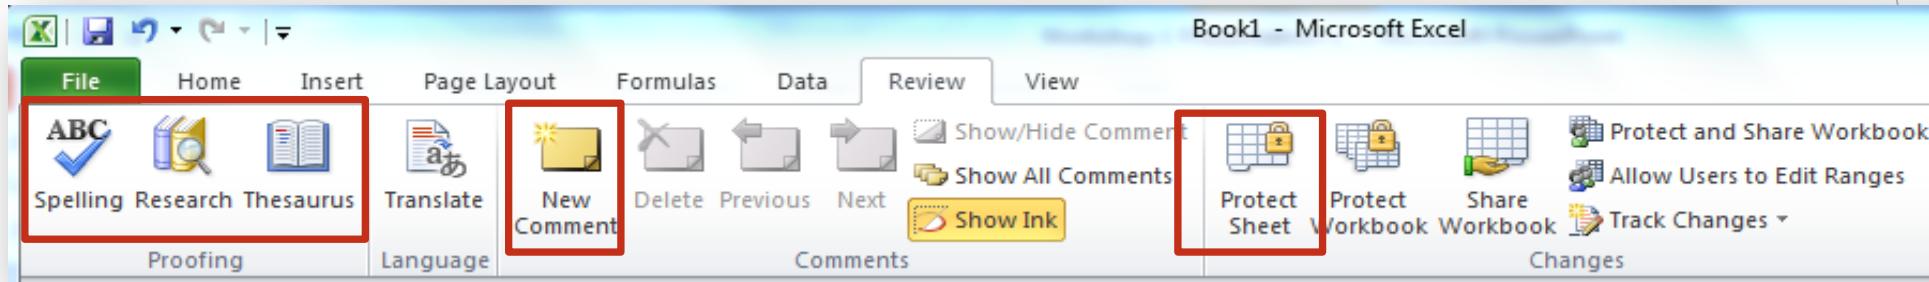 Book1 - Microsoft Excel
File Home Insert Page Layout Formulas Data Review View
ABC
Spelling Research Thesaurus
Proofing
aあ
Translate
Language
New
Comment
Delete Previous Next
Show/Hide Comment
Show All Comments
Show Ink
Comments
Protect
Sheet
Protect
Workbook
Share
Workbook
Protect and Share Workbook
Allow Users to Edit Ranges
Track Changes
Changes